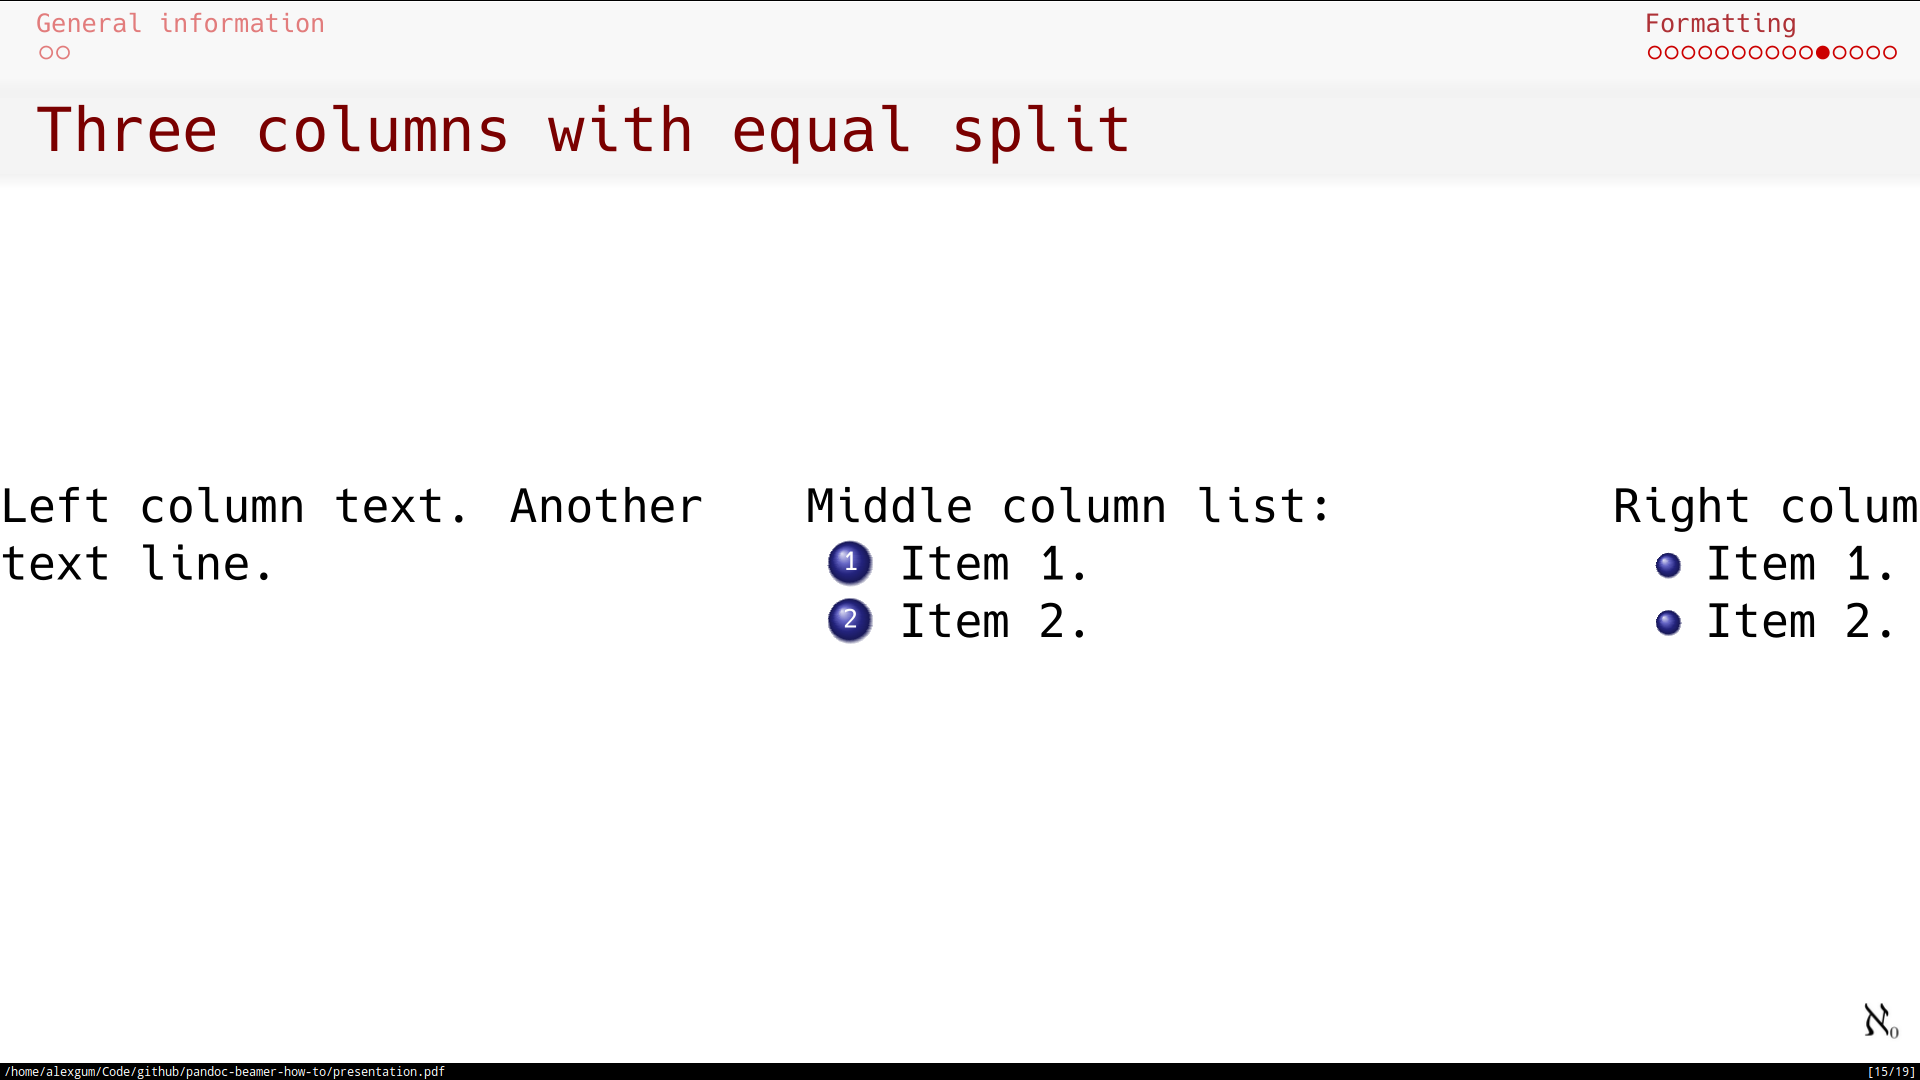 General information
Formatting
Three columns with equal split
Left column text. Another
text line.
Middle column list:
1 Item 1.
2 Item 2.
Right colum
Item 1.
Item 2.
ℵ0
/home/alexgum/Code/github/pandoc-beamer-how-to/presentation.pdf
[15/19]